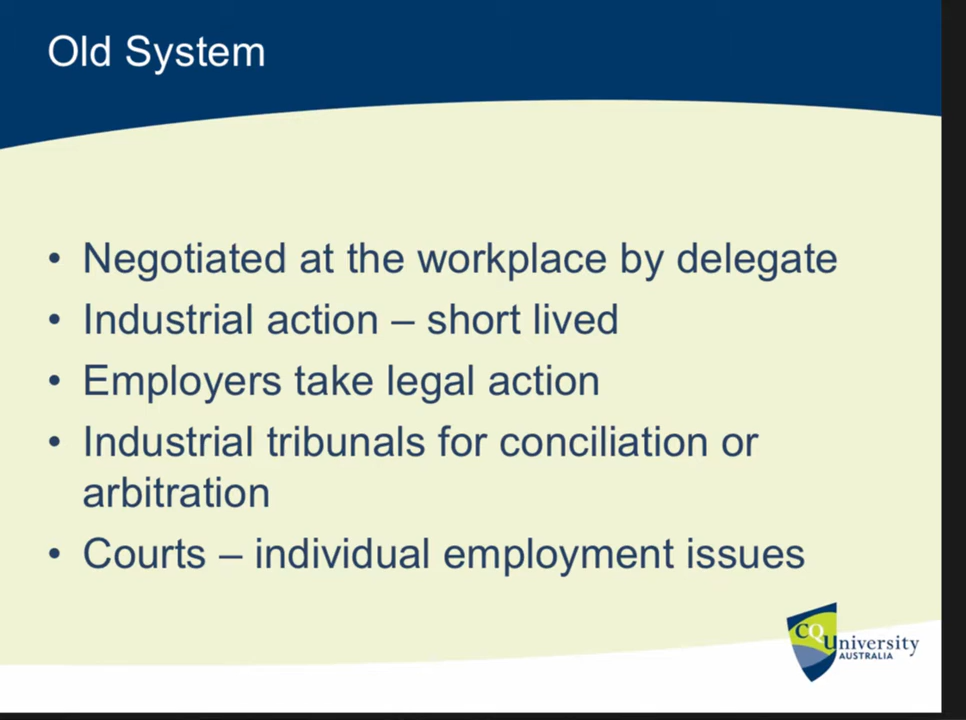 Old System
• Negotiated at the workplace by delegate
• Industrial action – short lived
• Employers take legal action
• Industrial tribunals for conciliation or
arbitration
• Courts – individual employment issues
CQUniversity
AUSTRALIA